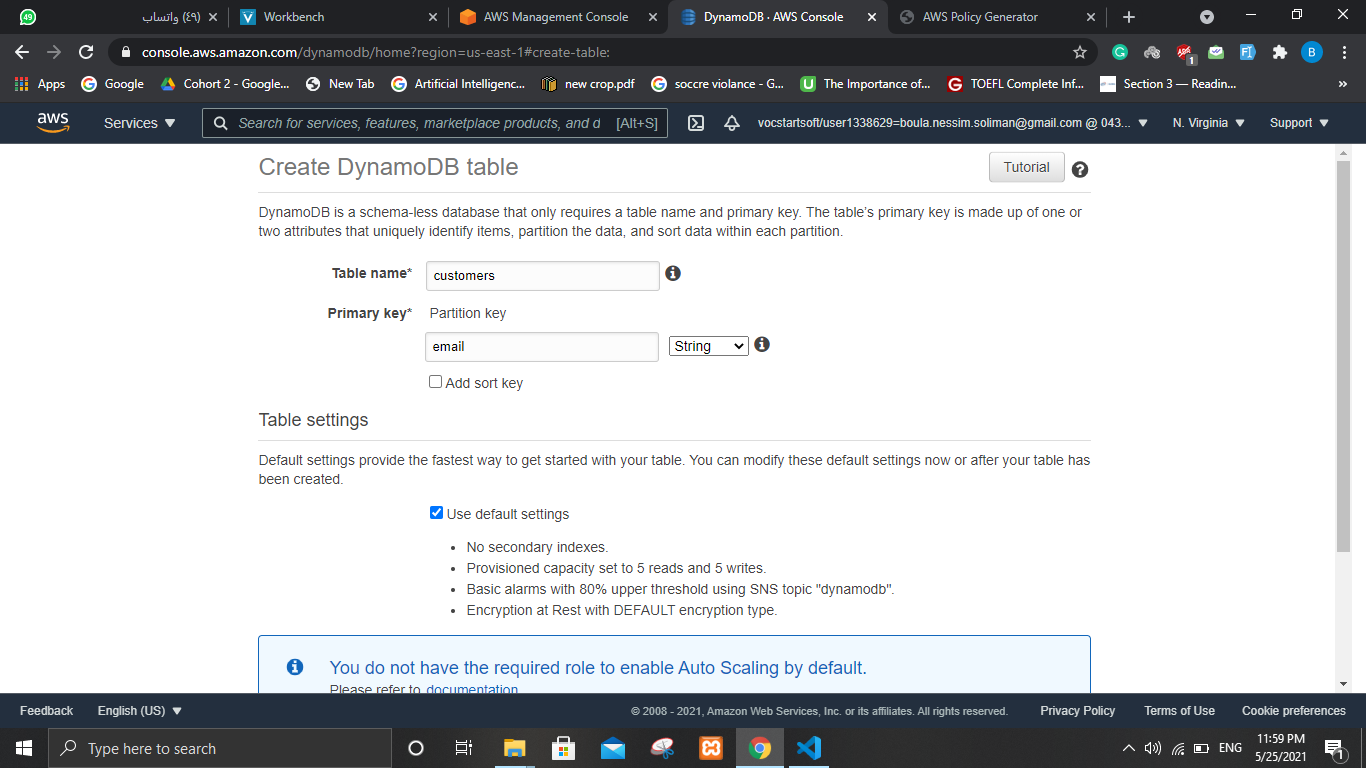 49
(٤٩) واتساب
Workbench
AWS Management Console
DynamoDB · AWS Console
AWS Policy Generator
console.aws.amazon.com/dynamodb/home?region=us-east-1#create-table:
1
B
Apps
Google
Cohort 2 - Google...
New Tab
Artificial Intelligenc...
new crop.pdf
soccre violance - G...
The Importance of...
TOEFL Complete Inf...
Section 3 — Readin...
»
aws
Services
Search for services, features, marketplace products, and d
[Alt+S]
vocstartsoft/user1338629=boula.nessim.soliman@gmail.com @ 043...
N. Virginia
Support
Create DynamoDB table
Tutorial
DynamoDB is a schema-less database that only requires a table name and primary key. The table's primary key is made up of one or
two attributes that uniquely identify items, partition the data, and sort data within each partition.
Table name*
customers
Primary key*
Partition key
email
String
Add sort key
Table settings
Default settings provide the fastest way to get started with your table. You can modify these default settings now or after your table has
been created.
Use default settings
No secondary indexes.
Provisioned capacity set to 5 reads and 5 writes.
Basic alarms with 80% upper threshold using SNS topic "dynamodb".
Encryption at Rest with DEFAULT encryption type.
You do not have the required role to enable Auto Scaling by default.
Please refer to documentation
Feedback
English (US)
© 2008 - 2021, Amazon Web Services, Inc. or its affiliates. All rights reserved.
Privacy Policy
Terms of Use
Cookie preferences
Type here to search
ENG
11:59 PM
5/25/2021
1